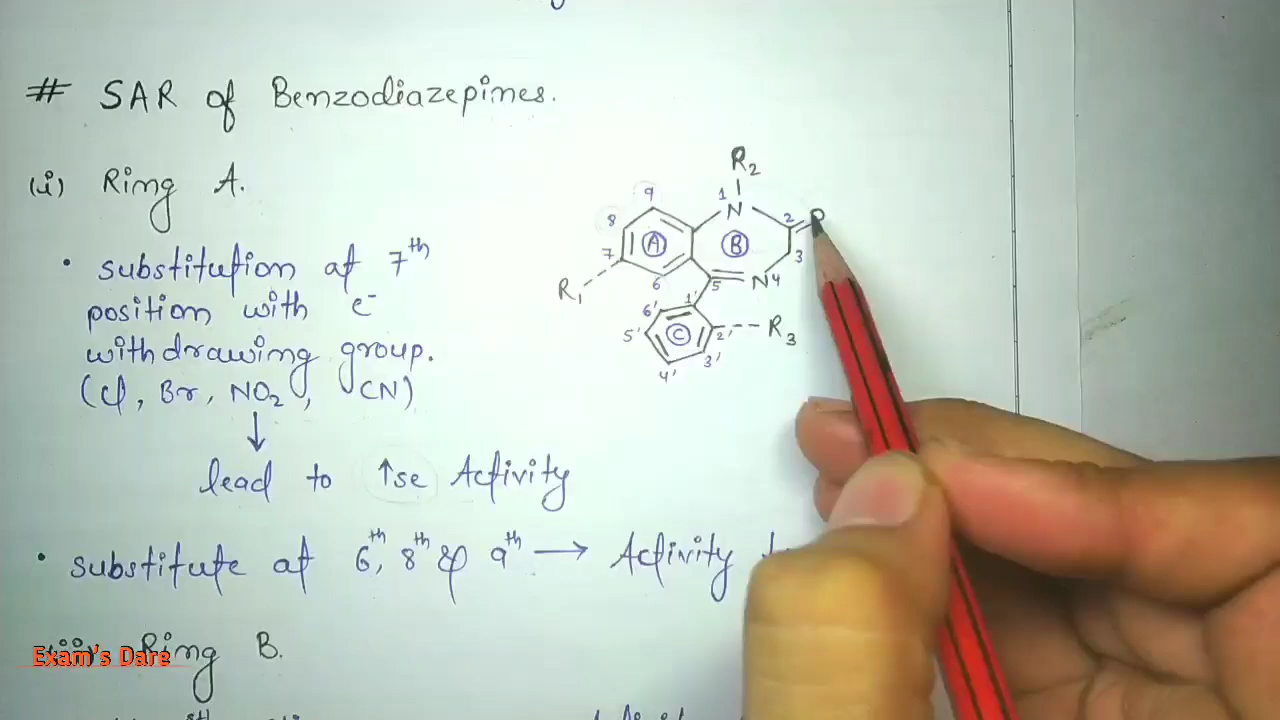 # SAR of Benzodiazepines.
(i) Ring A.
• substitution at 7th
position with e-
withdrawing group.
(Cl, Br, NO2, CN)
↓
lead to ↑se Activity
• substitute at 6th, 8th & 9th → Activity
Ring B.
Exam's Dare
R2
1
N
2
3
N4
5
6
7
8
9
A
B
R1
1'
2'
3'
4'
5'
6'
C
R3